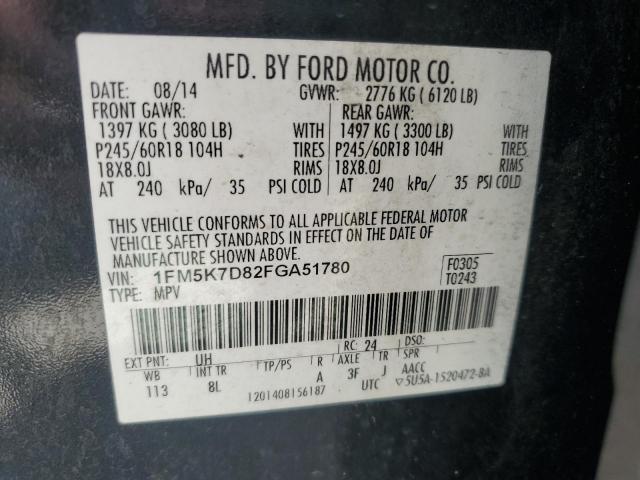 MFD. BY FORD MOTOR CO.
DATE: 08/14 GVWR: 2776 KG ( 6120 LB)
FRONT GAWR: REAR GAWR:
1397 KG ( 3080 LB) WITH 1497 KG ( 3300 LB) WITH
P245/60R18 104H TIRES P245/60R18 104H TIRES
18X8.0J RIMS 18X8.0J RIMS
AT 240 kPa/ 35 PSI COLD AT 240 kPa/ 35 PSI COLD
THIS VEHICLE CONFORMS TO ALL APPLICABLE FEDERAL MOTOR
VEHICLE SAFETY STANDARDS IN EFFECT ON THE DATE OF
MANUFACTURE SHOWN ABOVE.
VIN: 1FM5K7D82FGA51780 F0305
TYPE: MPV T0243
EXT PNT: UH RC: 24 DSO:
WB INT TR TP/PS R AXLE TR SPR
113 8L A 3F J AACC
1201408156187 UTC ▽5U5A-1520472-BA